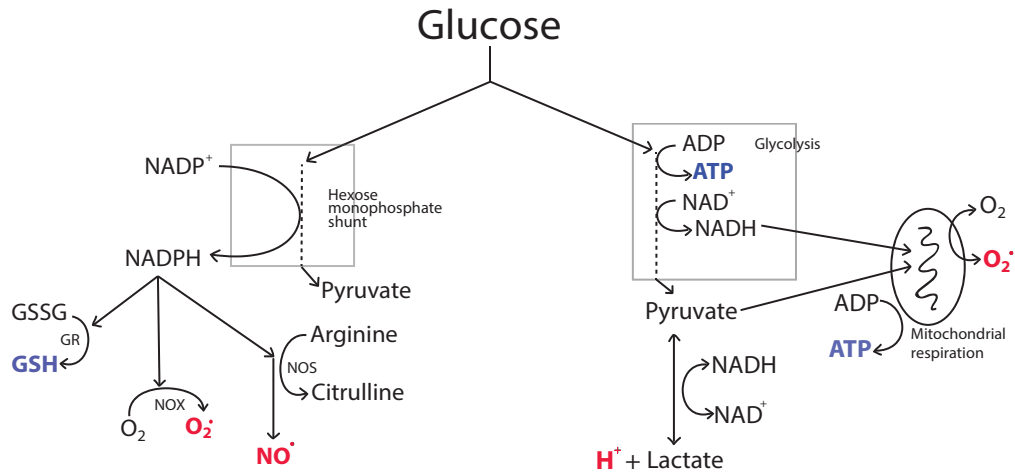 Glucose
NADP⁺
Hexose
monophosphate
shunt
NADPH
Pyruvate
GSSG
GR
GSH
Arginine
NOS
Citrulline
NOX
O₂
O₂•
NO•
ADP
Glycolysis
ATP
NAD⁺
NADH
O₂
O₂•
Pyruvate
ADP
ATP
Mitochondrial
respiration
NADH
NAD⁺
H⁺ + Lactate